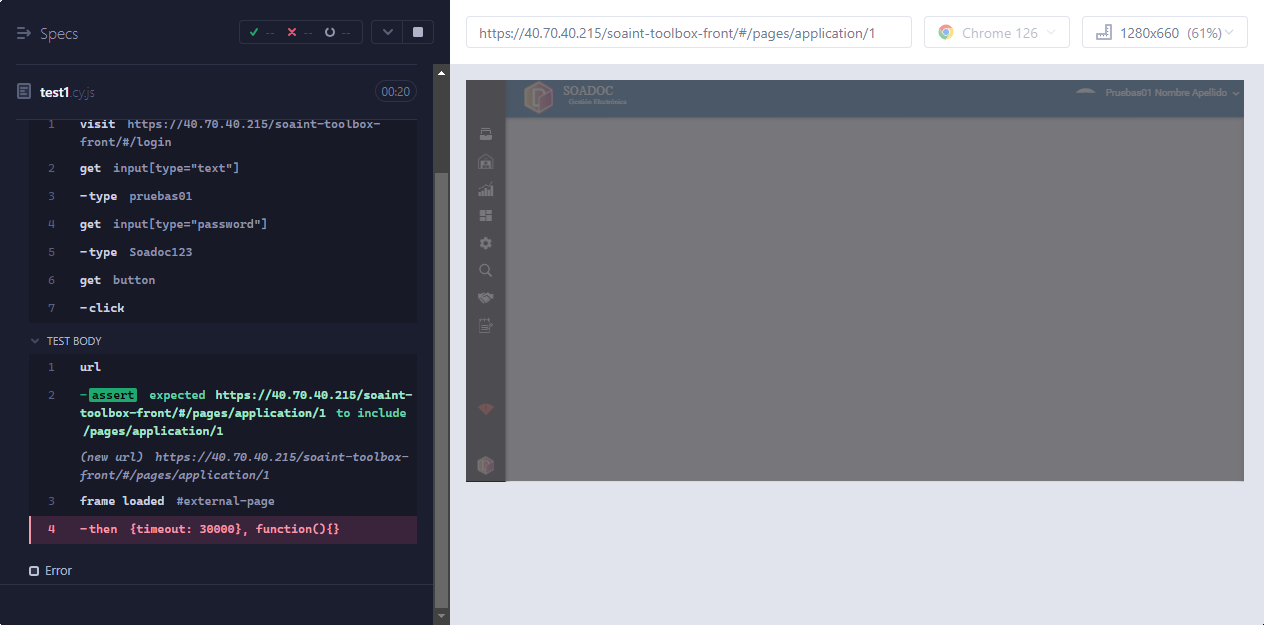 Specs
-- -- --
test1.cy.js
00:20
1 visit https://40.70.40.215/soaint-toolbox-
front/#/login
2 get input[type="text"]
3 -type pruebas01
4 get input[type="password"]
5 -type Soadoc123
6 get button
7 -click
TEST BODY
1 url
2 -assert expected https://40.70.40.215/soaint-
toolbox-front/#/pages/application/1 to include
/pages/application/1
(new url) https://40.70.40.215/soaint-toolbox-
front/#/pages/application/1
3 frame loaded #external-page
4 -then {timeout: 30000}, function(){}
Error
https://40.70.40.215/soaint-toolbox-front/#/pages/application/1
Chrome 126
1280x660 (61%)
SOADOC
Gestión Electrónica
Pruebas01 Nombre Apellido